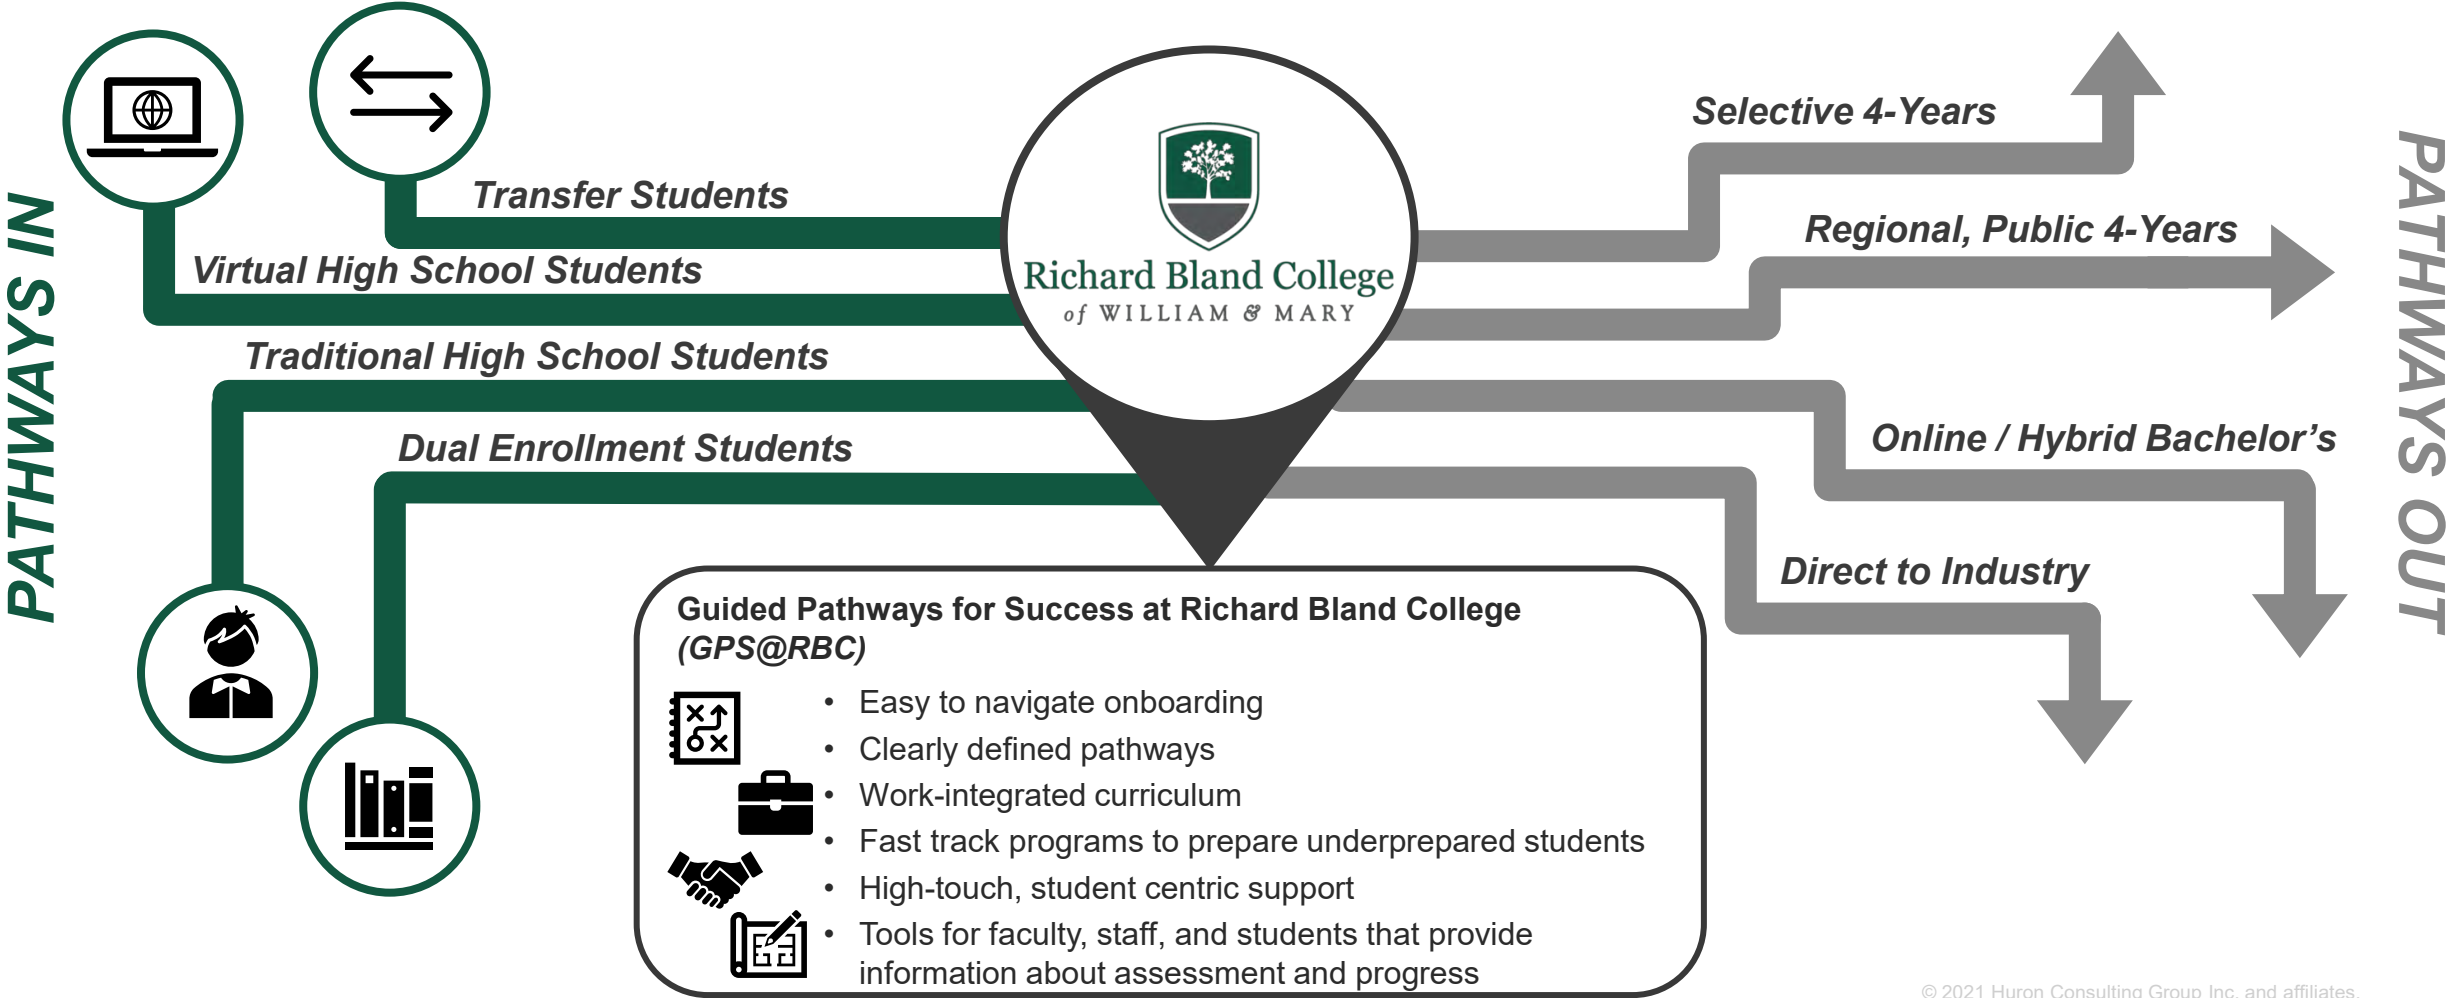 PATHWAYS IN
Transfer Students
Virtual High School Students
Traditional High School Students
Dual Enrollment Students
Richard Bland College
of WILLIAM & MARY
Selective 4-Years
Regional, Public 4-Years
Online / Hybrid Bachelor’s
Direct to Industry
PATHWAYS OUT
Guided Pathways for Success at Richard Bland College
(GPS@RBC)
• Easy to navigate onboarding
• Clearly defined pathways
• Work-integrated curriculum
• Fast track programs to prepare underprepared students
• High-touch, student centric support
• Tools for faculty, staff, and students that provide
information about assessment and progress
© 2021 Huron Consulting Group Inc. and affiliates.